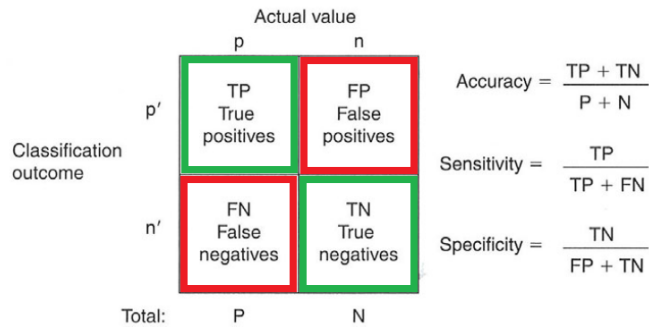 Actual value
p n
TP
True
positives
FP
False
positives
p′
Classification
outcome
n′
FN
False
negatives
TN
True
negatives
Total: P N
Accuracy = TP + TN
P + N
Sensitivity = TP
TP + FN
Specificity = TN
FP + TN